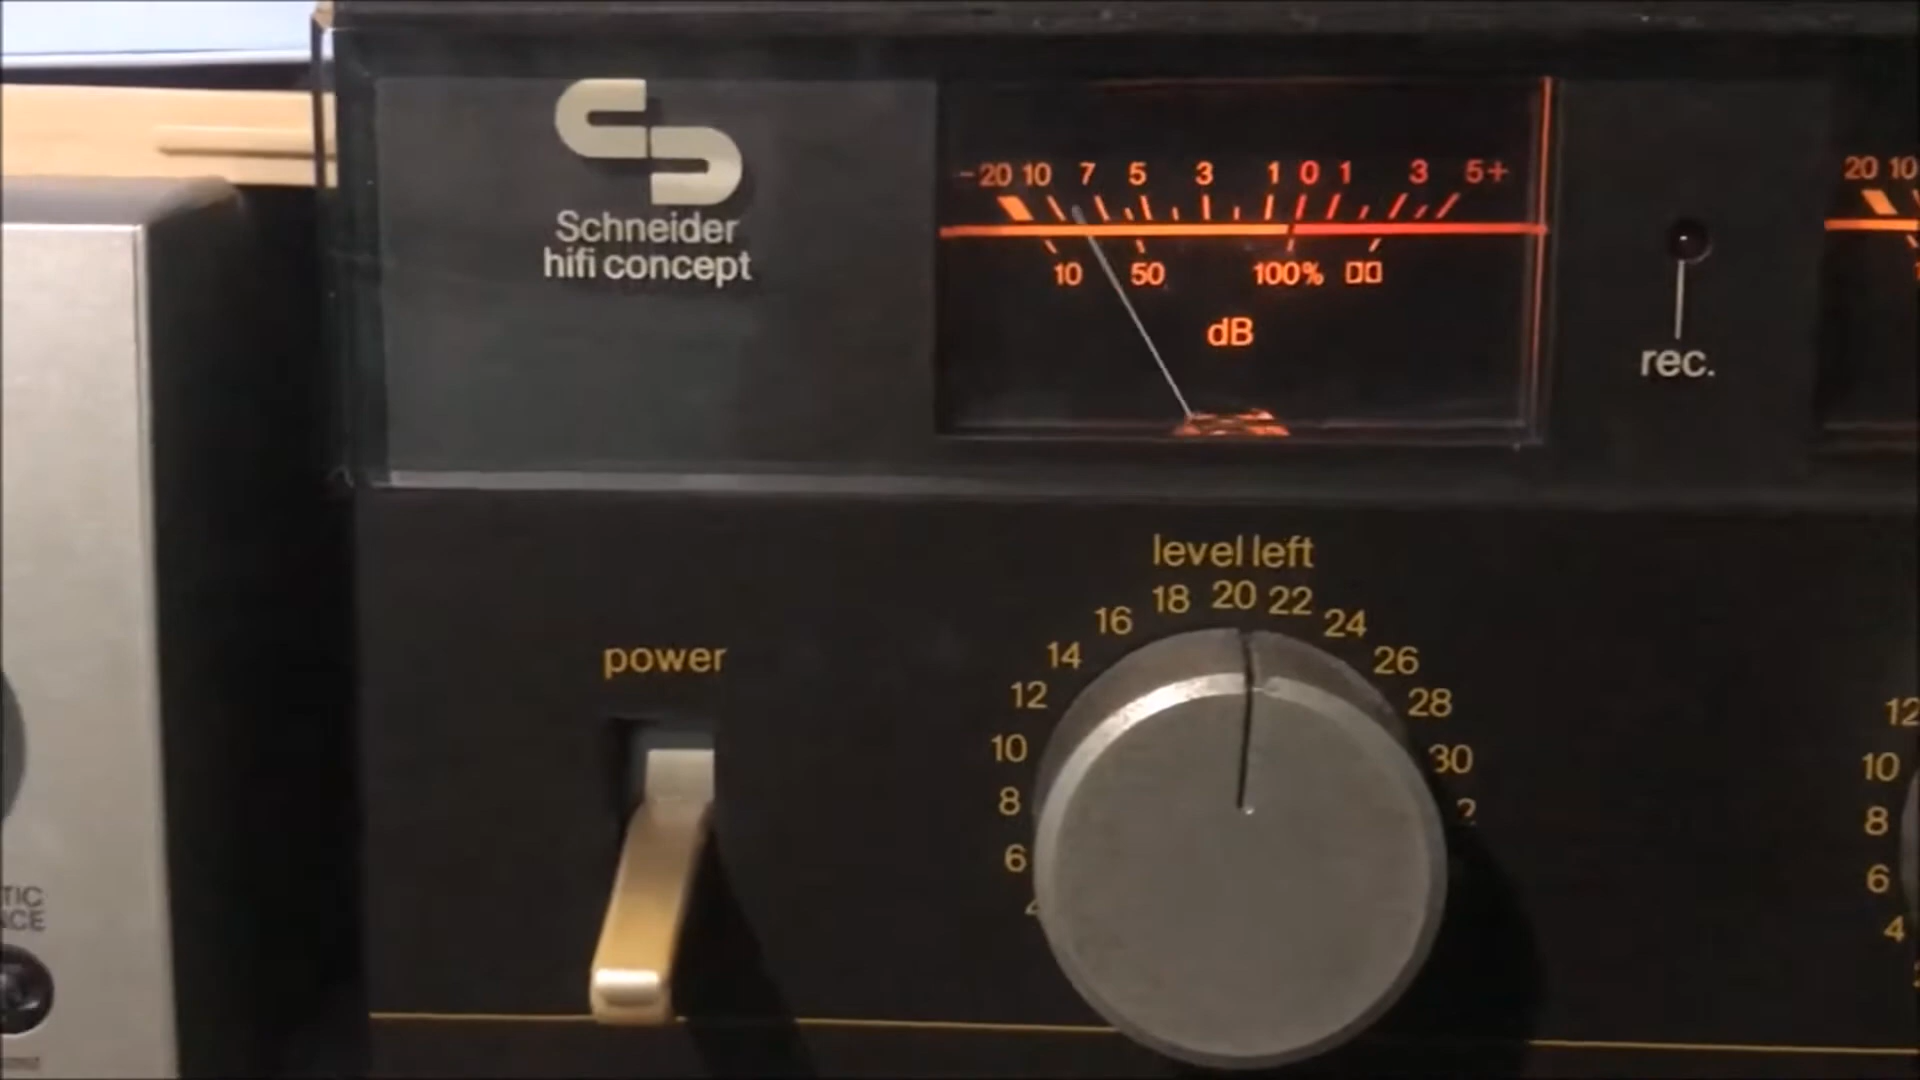 Schneider
hifi concept
-20 10 7 5 3 1 0 1 3 5+
10 50 100%
dB
rec.
20 10
level left
power
4 6 8 10 12 14 16 18 20 22 24 26 28 30
12
10
8
6
4